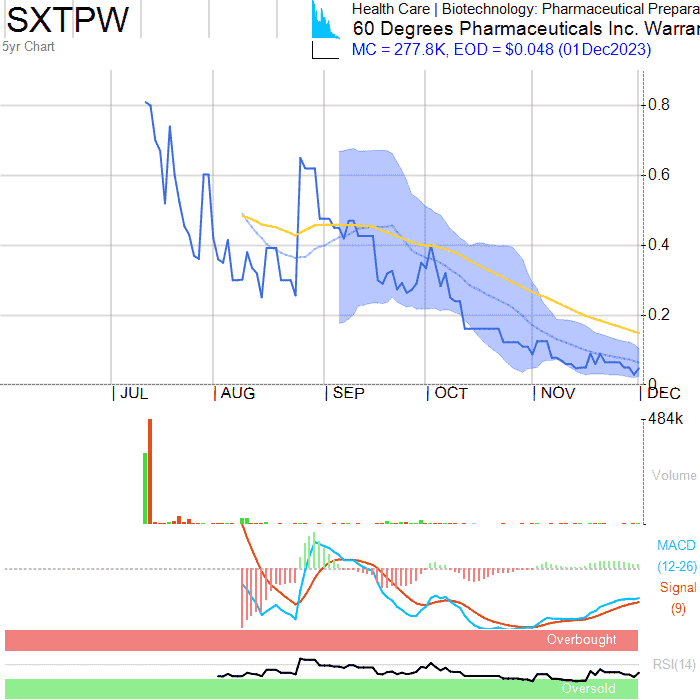 SXTPW
5yr Chart
Health Care | Biotechnology: Pharmaceutical Prepara
60 Degrees Pharmaceuticals Inc. Warran
MC = 277.8K, EOD = $0.048 (01Dec2023)
0.8
0.6
0.4
0.2
0
| JUL | AUG | SEP | OCT | NOV | DEC
484k
Volume
MACD
(12-26)
Signal
(9)
Overbought
RSI(14)
Oversold